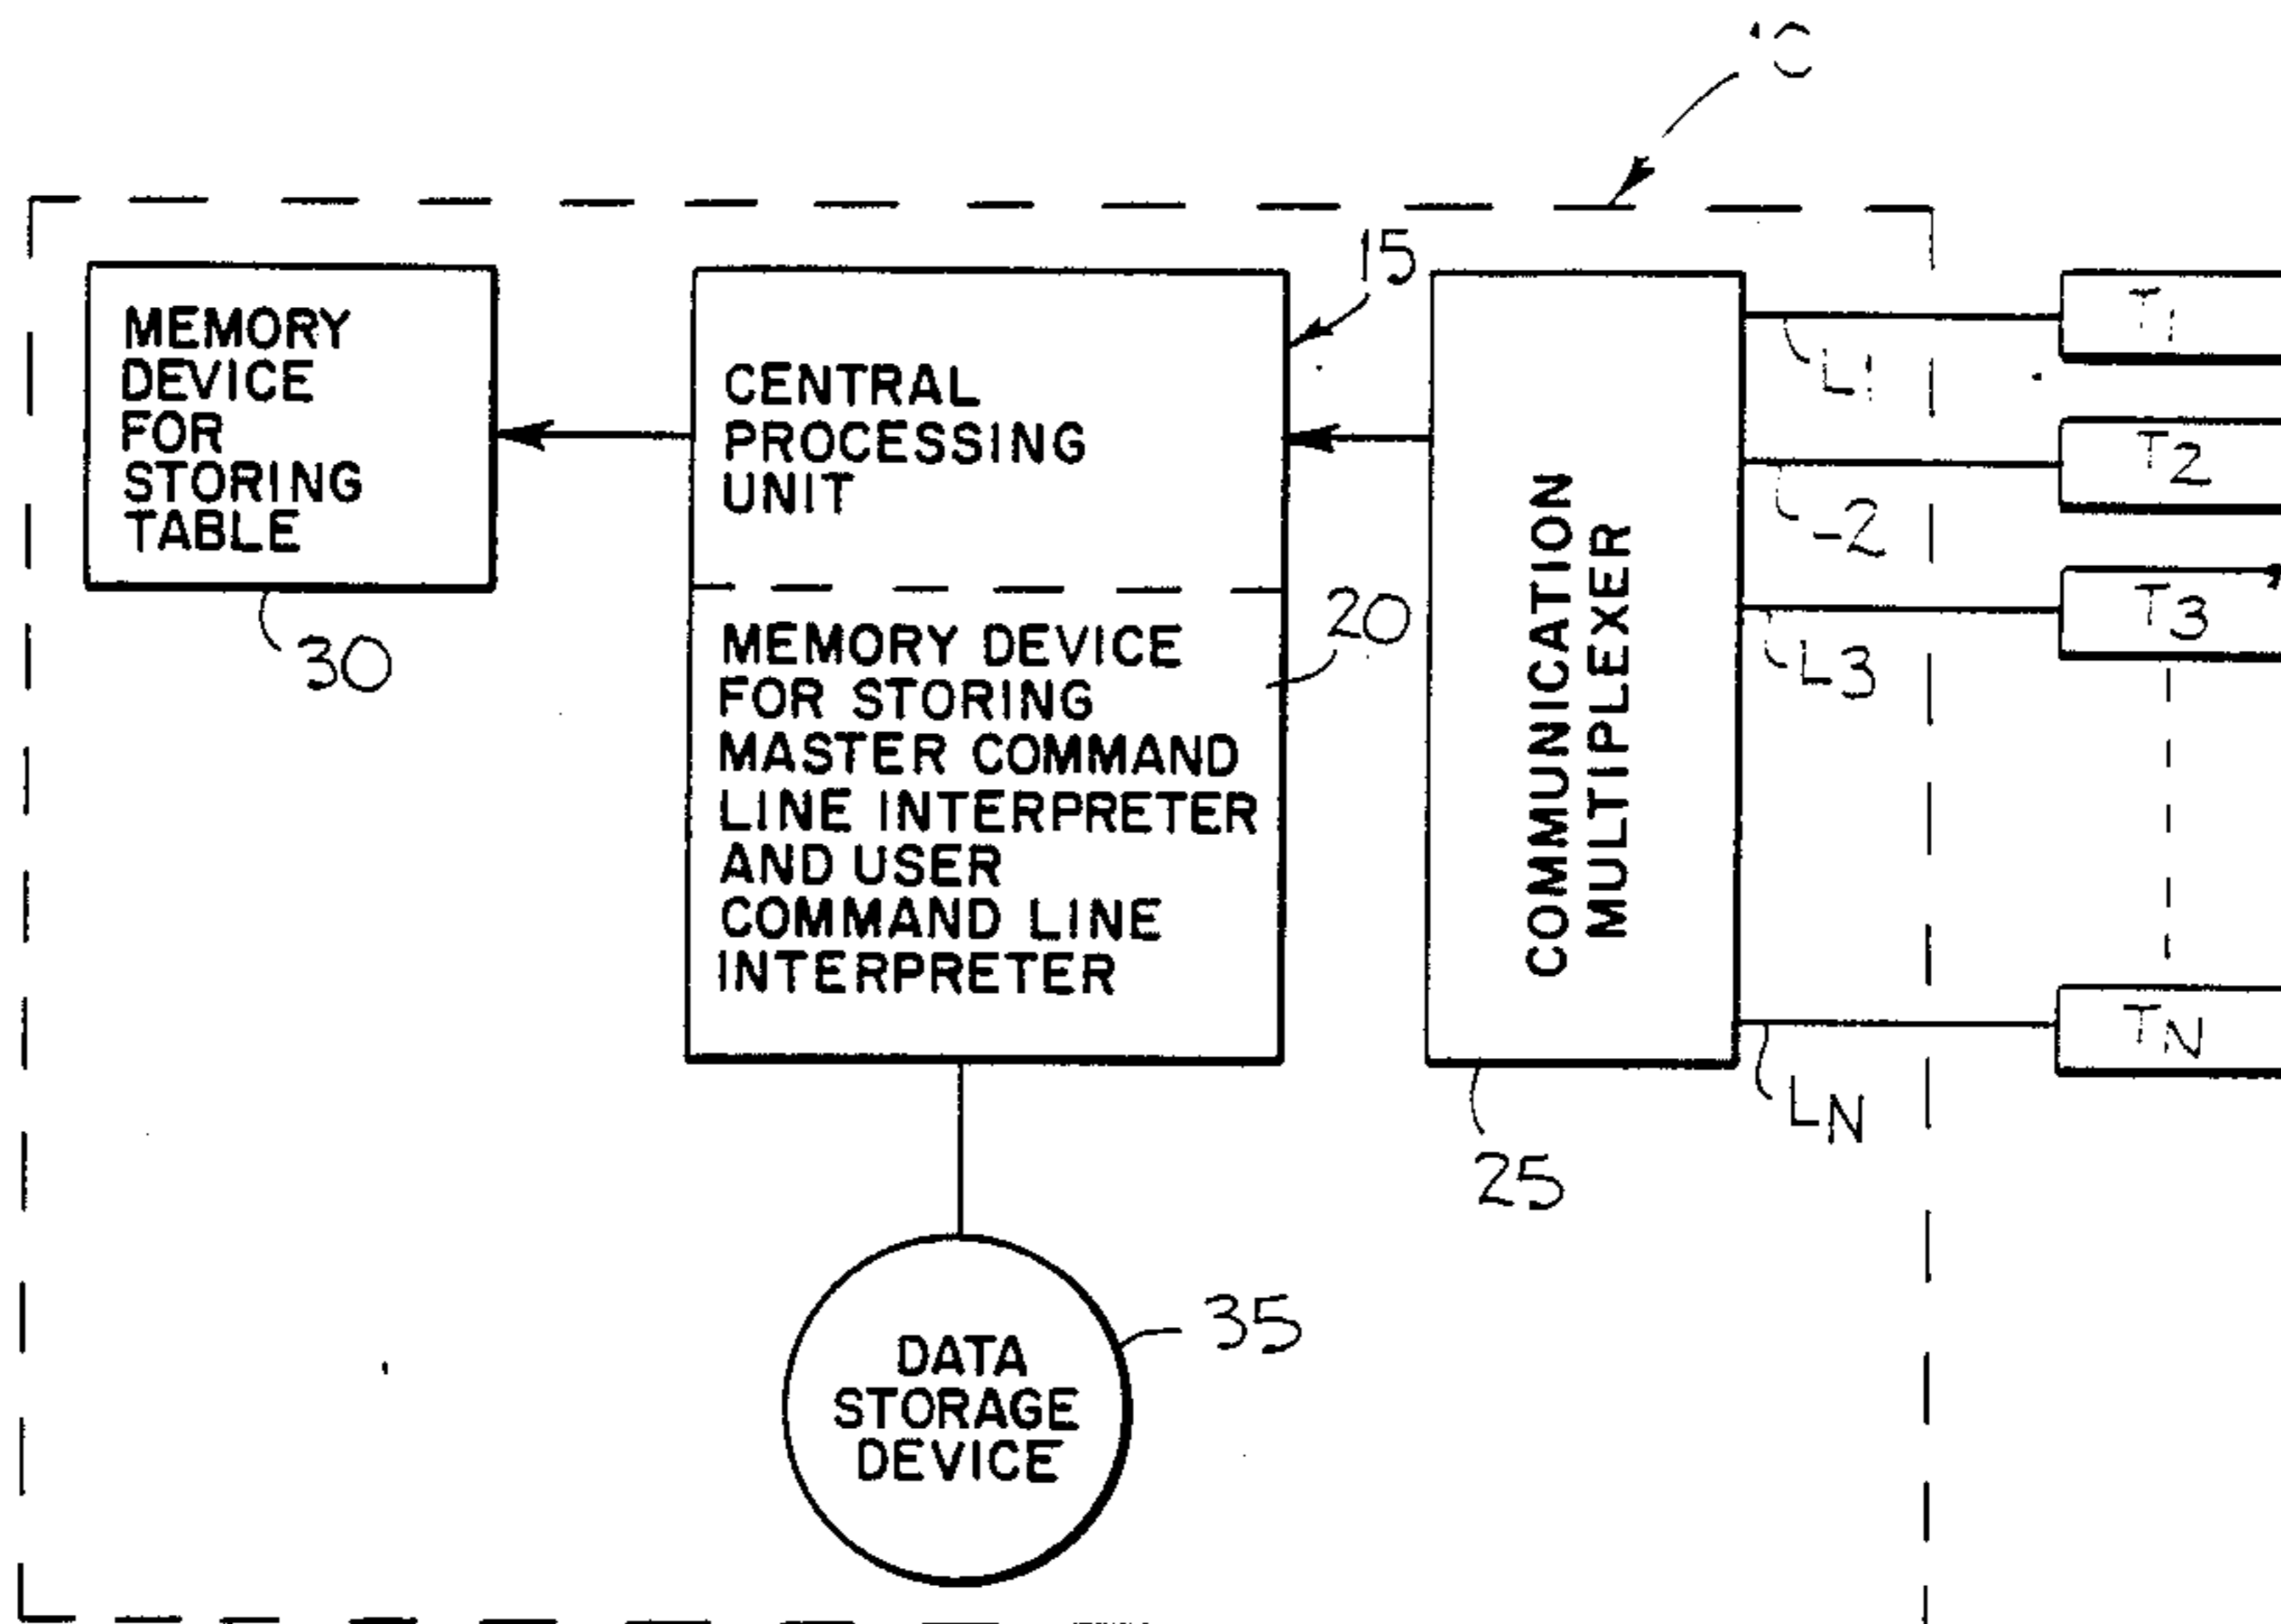 15
MEMORY
DEVICE
FOR
STORING
TABLE
30
CENTRAL
PROCESSING
UNIT
MEMORY DEVICE
FOR STORING
MASTER COMMAND
LINE INTERPRETER
AND USER
COMMAND LINE
INTERPRETER
20
COMMUNICATION
MULTIPLEXER
25
L1
L3
LN
T1
T2
T3
TN
DATA
STORAGE
DEVICE
35